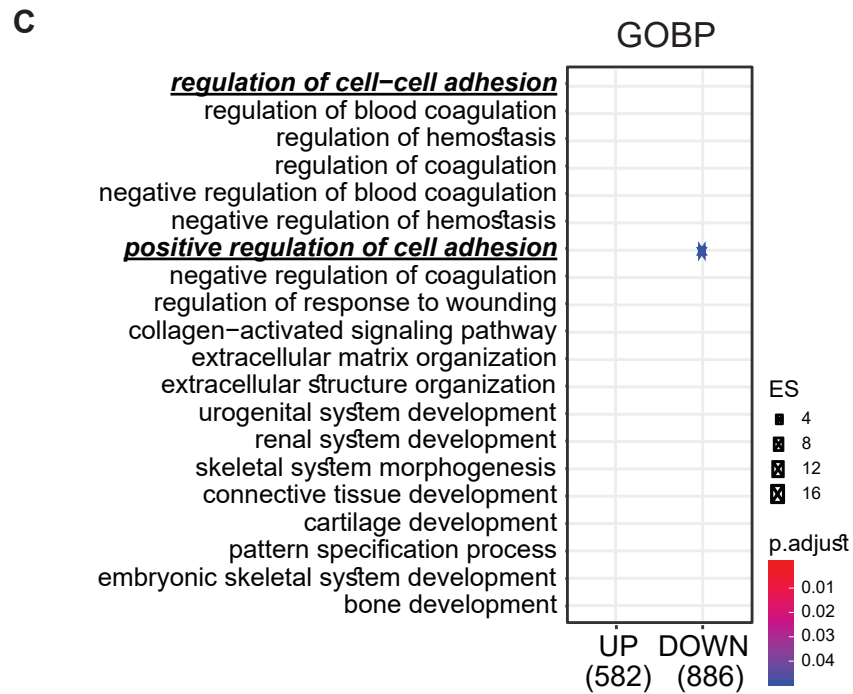 C
GOBP
regulation of cell−cell adhesion
regulation of blood coagulation
regulation of hemostasis
regulation of coagulation
negative regulation of blood coagulation
negative regulation of hemostasis
positive regulation of cell adhesion
negative regulation of coagulation
regulation of response to wounding
collagen−activated signaling pathway
extracellular matrix organization
extracellular structure organization
urogenital system development
renal system development
skeletal system morphogenesis
connective tissue development
cartilage development
pattern specification process
embryonic skeletal system development
bone development
UP DOWN
(582) (886)
ES
4
8
12
16
p.adjust
0.01
0.02
0.03
0.04